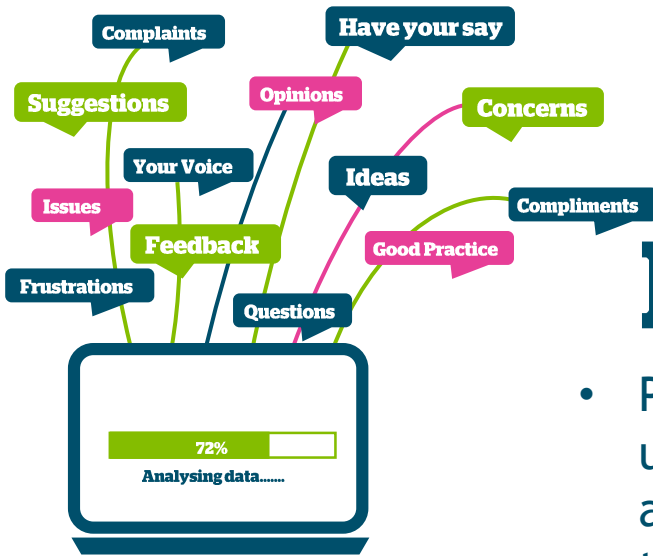 Complaints
Have your say
Suggestions
Opinions
Concerns
Your Voice
Ideas
Issues
Compliments
Feedback
Good Practice
Frustrations
Questions
72%
Analysing data.......